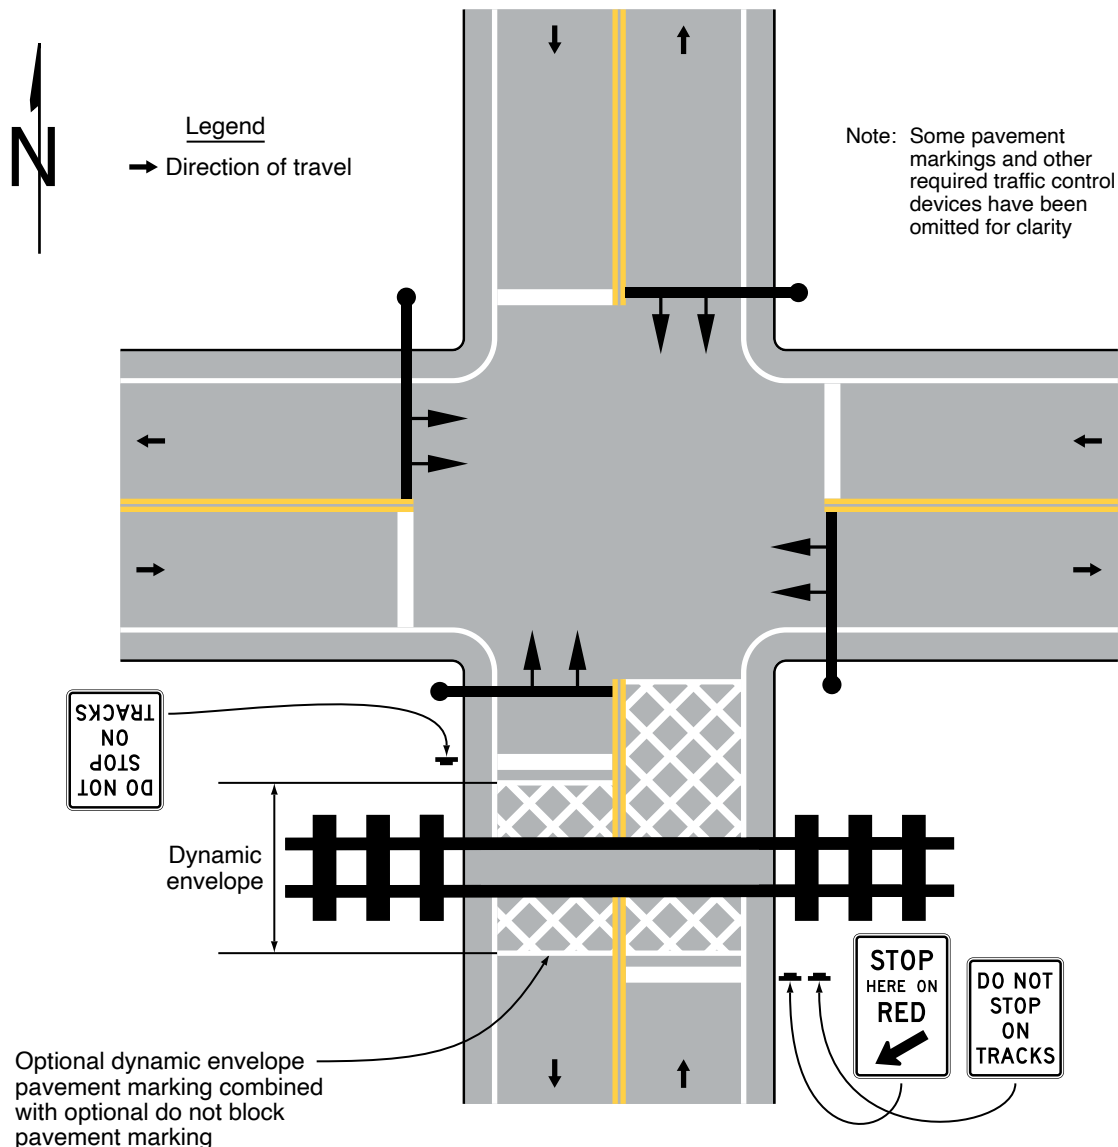 N
Legend
Direction of travel
Note: Some pavement
markings and other
required traffic control
devices have been
omitted for clarity
DO NOT
STOP
ON
TRACKS
Dynamic
envelope
STOP
HERE ON
RED
DO NOT
STOP
ON
TRACKS
Optional dynamic envelope
pavement marking combined
with optional do not block
pavement marking